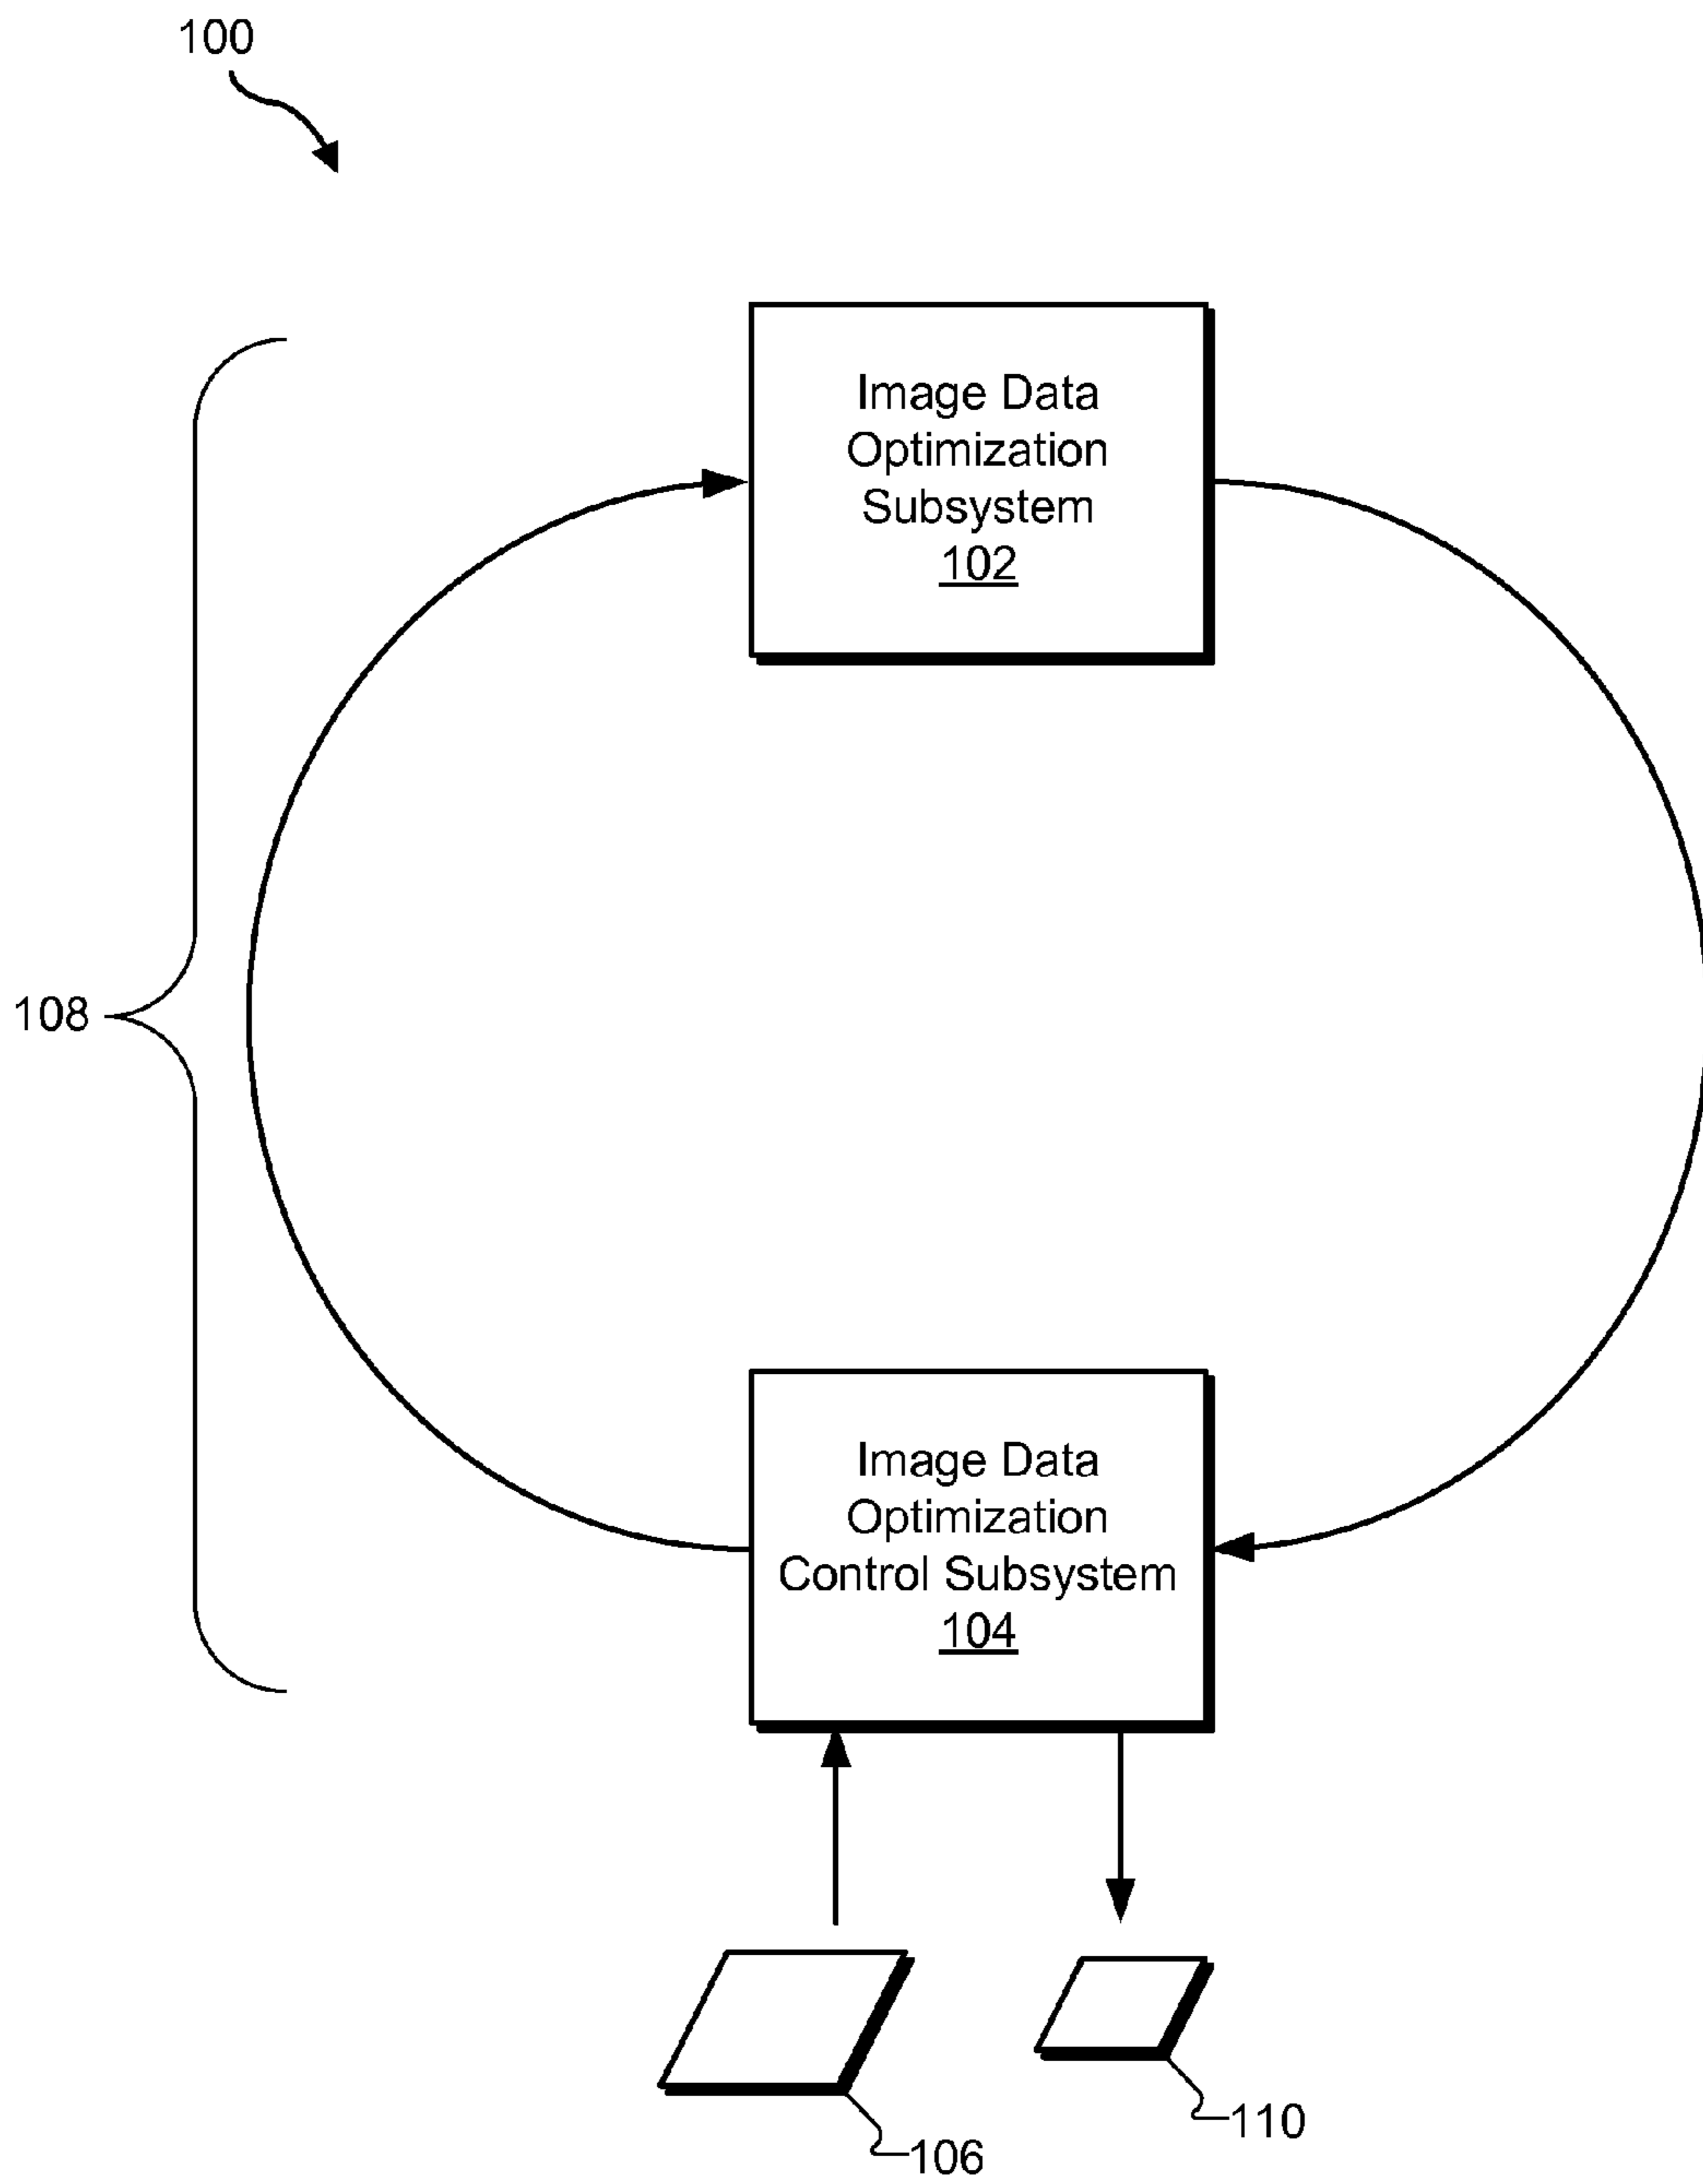 100
Image Data
Optimization
Subsystem
102
108
Image Data
Optimization
Control Subsystem
104
110
106